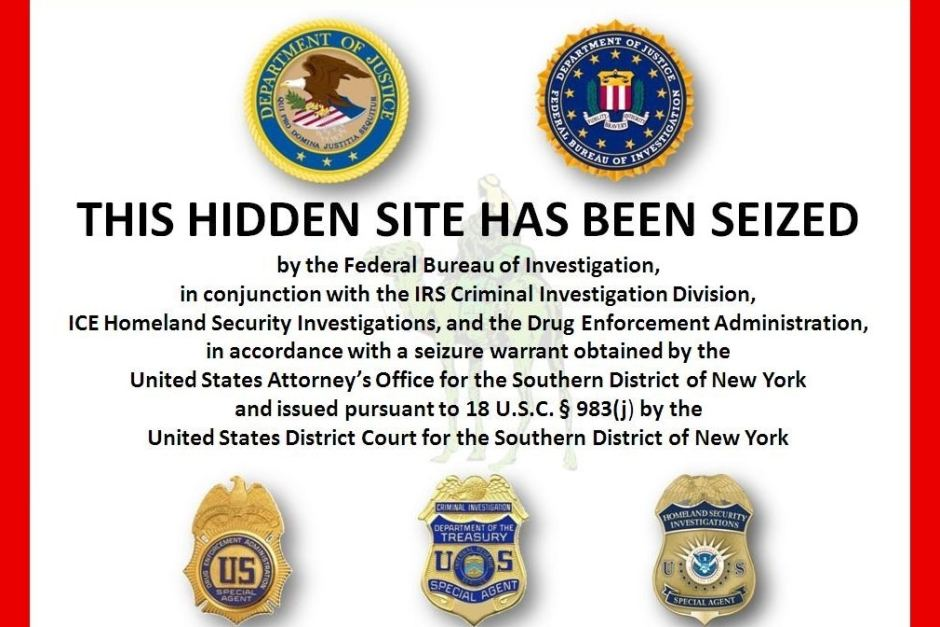 DEPARTMENT OF JUSTICE
QUI PRO DOMINA JUSTITIA SEQUITUR
DEPARTMENT OF JUSTICE
FIDELITY BRAVERY INTEGRITY
FEDERAL BUREAU OF INVESTIGATION
THIS HIDDEN SITE HAS BEEN SEIZED
by the Federal Bureau of Investigation,
in conjunction with the IRS Criminal Investigation Division,
ICE Homeland Security Investigations, and the Drug Enforcement Administration,
in accordance with a seizure warrant obtained by the
United States Attorney’s Office for the Southern District of New York
and issued pursuant to 18 U.S.C. § 983(j) by the
United States District Court for the Southern District of New York
DRUG ENFORCEMENT ADMINISTRATION
US
SPECIAL
AGENT
CRIMINAL INVESTIGATION
DEPARTMENT OF THE
TREASURY
U S
SPECIAL AGENT
HOMELAND SECURITY
INVESTIGATIONS
U S
SPECIAL AGENT